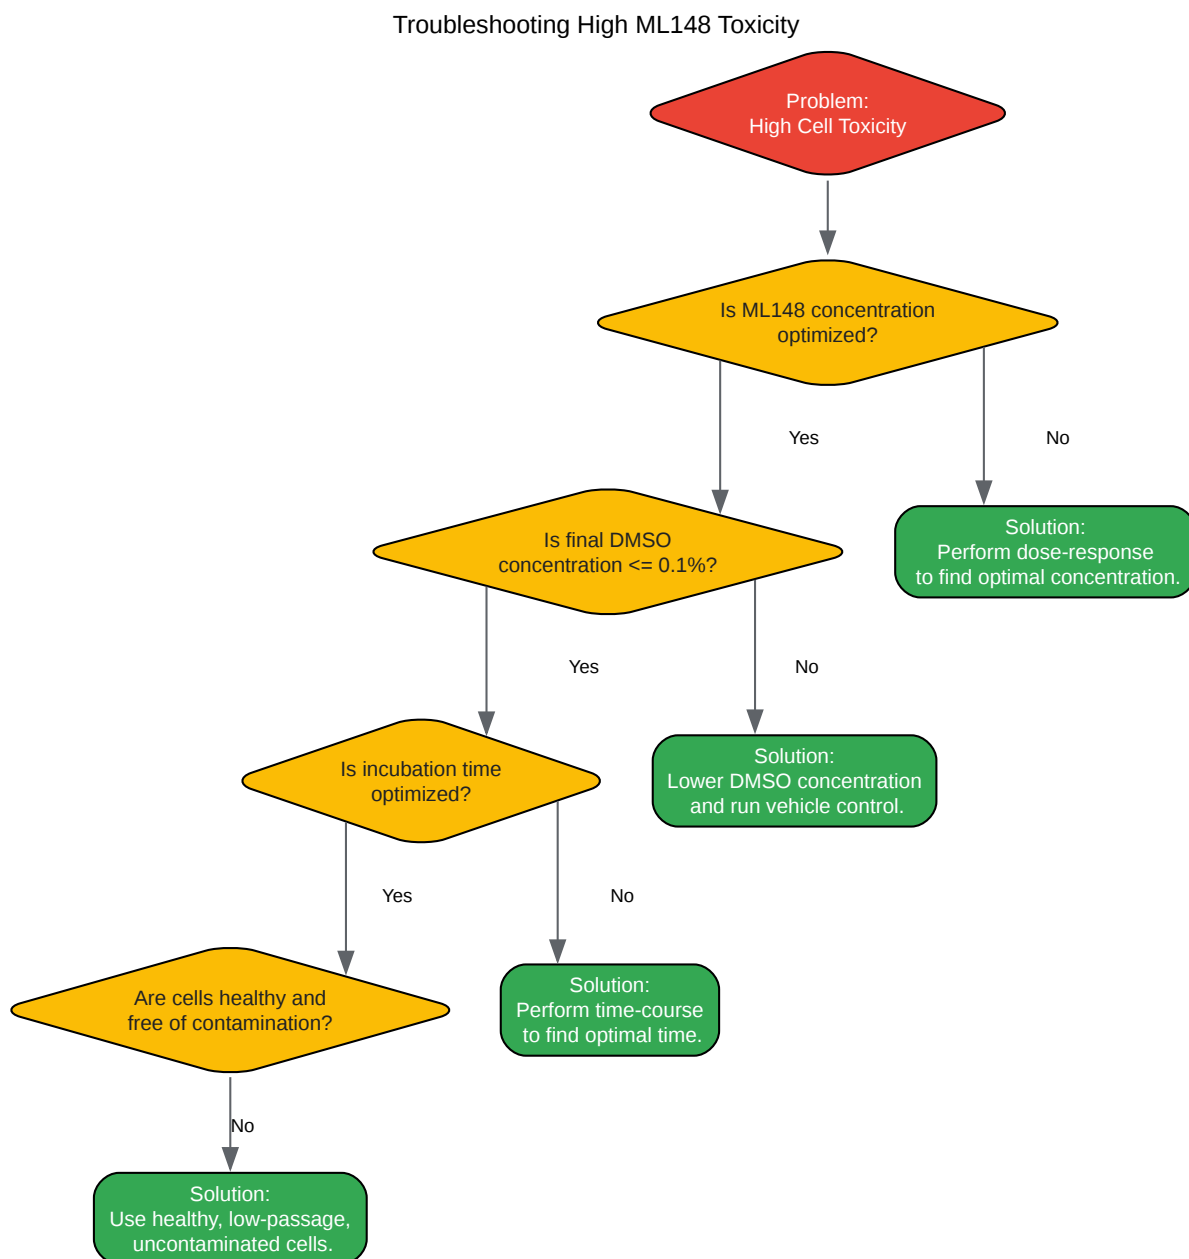 Troubleshooting High ML148 Toxicity
Problem:
High Cell Toxicity
Is ML148 concentration
optimized?
Yes
No
Is final DMSO
concentration <= 0.1%?
Solution:
Perform dose-response
to find optimal concentration.
Yes
No
Is incubation time
optimized?
Solution:
Lower DMSO concentration
and run vehicle control.
Yes
No
Are cells healthy and
free of contamination?
Solution:
Perform time-course
to find optimal time.
No
Solution:
Use healthy, low-passage,
uncontaminated cells.